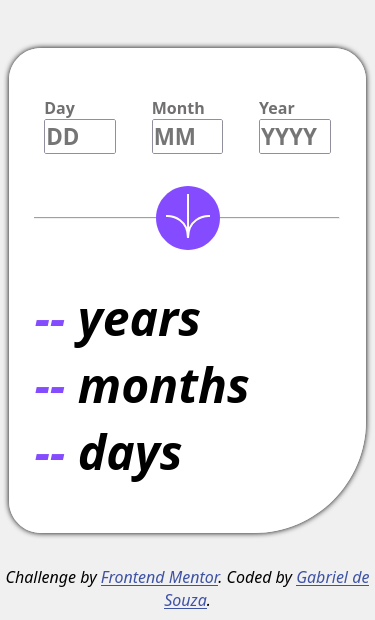 Day Month Year
DD MM YYYY
-- years
-- months
-- days
Challenge by Frontend Mentor. Coded by Gabriel de
Souza.